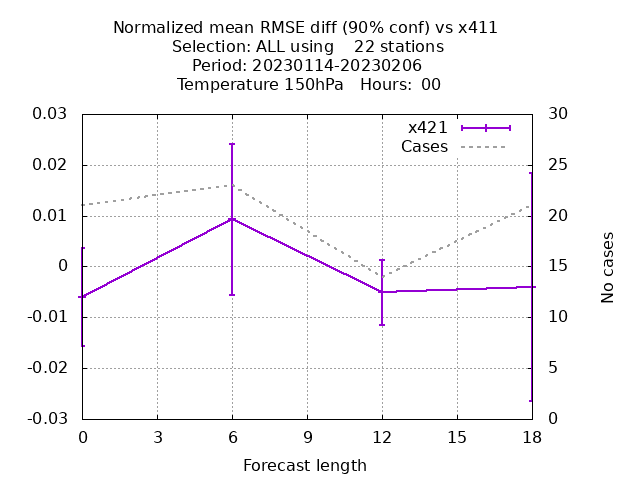 Normalized mean RMSE diff (90% conf) vs x411
Selection: ALL using    22 stations
Period: 20230114-20230206
Temperature 150hPa   Hours:  00
x421
Cases
0.03
0.02
0.01
0
-0.01
-0.02
-0.03
30
25
20
15
10
5
0
No cases
0 3 6 9 12 15 18
Forecast length